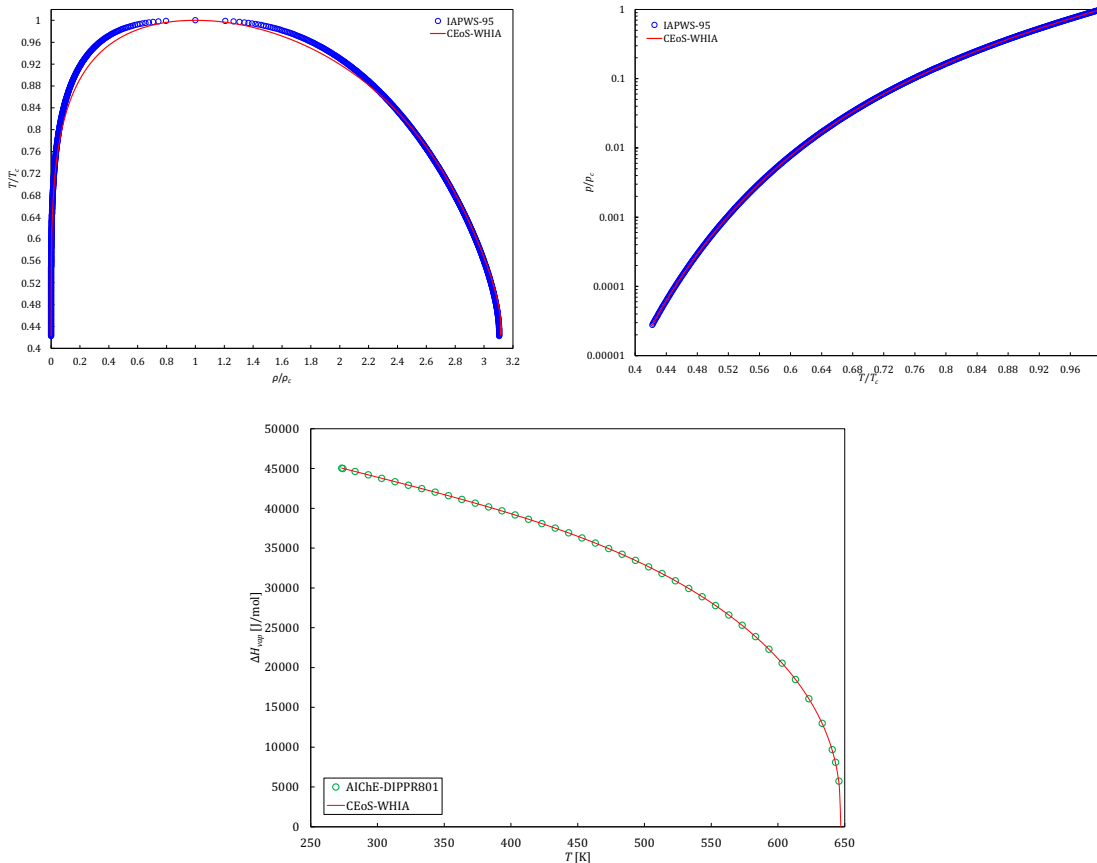 1
0.96
0.92
0.88
0.84
0.8
0.76
0.72
0.68
0.64
0.6
0.56
0.52
0.48
0.44
0.4
T/T_c
IAPWS-95
CEoS-WHIA
0 0.2 0.4 0.6 0.8 1 1.2 1.4 1.6 1.8 2 2.2 2.4 2.6 2.8 3 3.2
ρ/ρ_c
1
0.1
0.01
0.001
0.0001
0.00001
p/p_c
IAPWS-95
CEoS-WHIA
0.4 0.44 0.48 0.52 0.56 0.6 0.64 0.68 0.72 0.76 0.8 0.84 0.88 0.92 0.96
T/T_c
50000
45000
40000
35000
30000
25000
20000
15000
10000
5000
0
ΔH_vap [J/mol]
AIChE-DIPPR801
CEoS-WHIA
250 300 350 400 450 500 550 600 650
T [K]